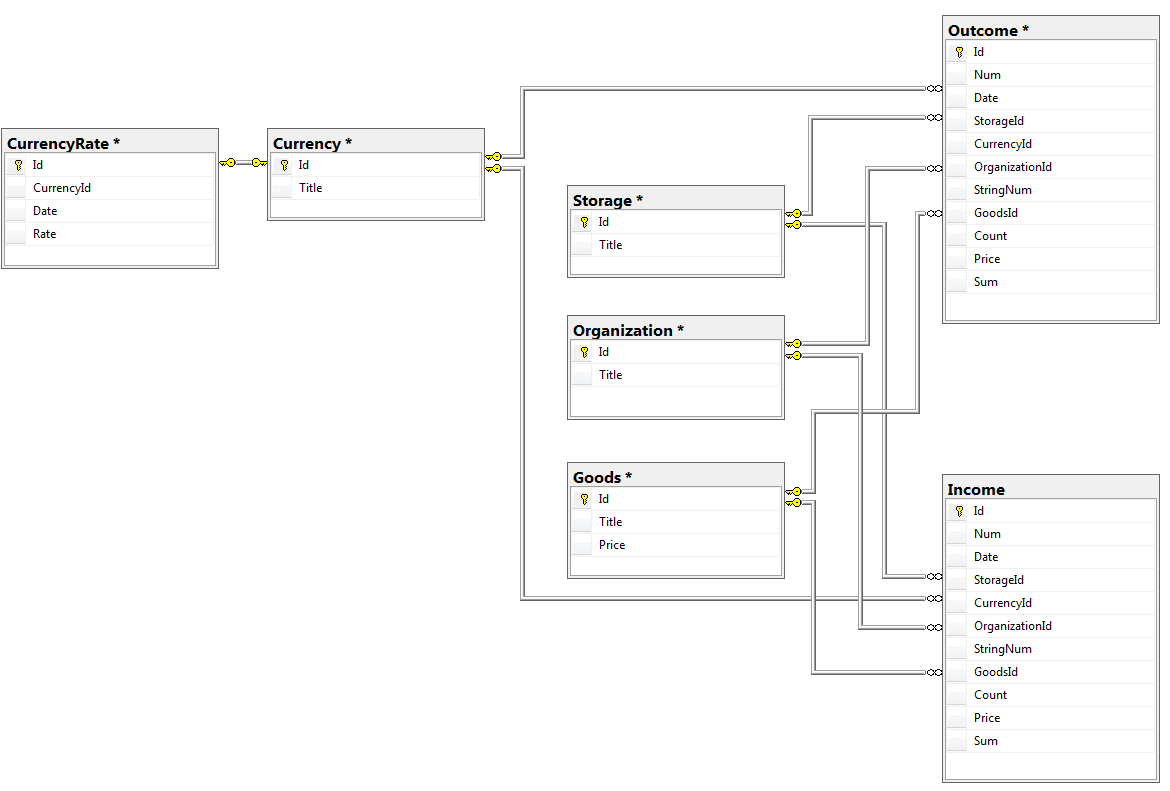 CurrencyRate *
Id
CurrencyId
Date
Rate
Currency *
Id
Title
Storage *
Id
Title
Organization *
Id
Title
Goods *
Id
Title
Price
Outcome *
Id
Num
Date
StorageId
CurrencyId
OrganizationId
StringNum
GoodsId
Count
Price
Sum
Income
Id
Num
Date
StorageId
CurrencyId
OrganizationId
StringNum
GoodsId
Count
Price
Sum